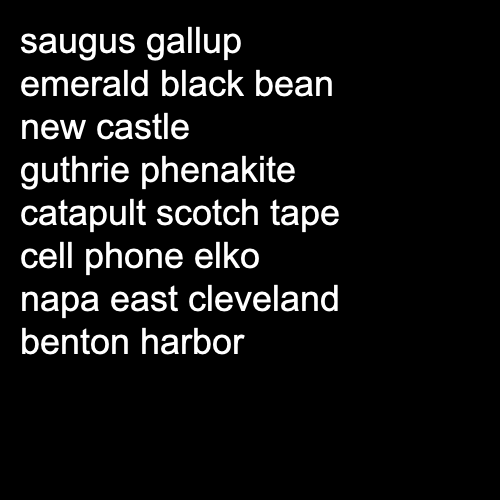 saugus gallup
emerald black bean
new castle
guthrie phenakite
catapult scotch tape
cell phone elko
napa east cleveland
benton harbor